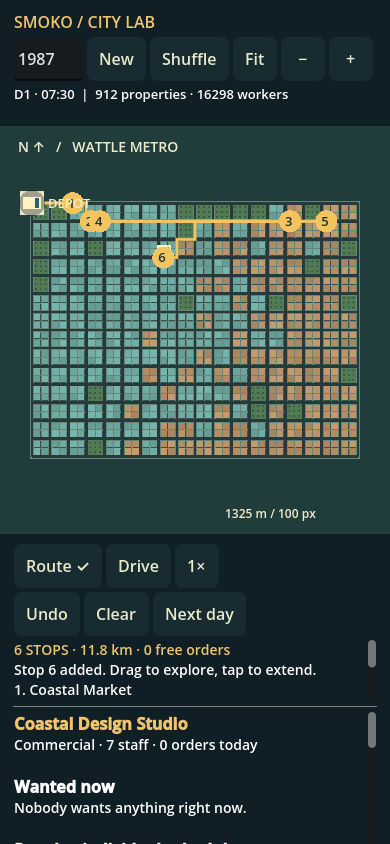 SMOKO / CITY LAB
1987 New Shuffle Fit − +
D1 · 07:30 | 912 properties · 16298 workers
N ↑ / WATTLE METRO
DEPOT
4 3 5
6
1325 m / 100 px
Route ✓ Drive 1×
Undo Clear Next day
6 STOPS · 11.8 km · 0 free orders
Stop 6 added. Drag to explore, tap to extend.
1. Coastal Market
Coastal Design Studio
Commercial · 7 staff · 0 orders today
Wanted now
Nobody wants anything right now.